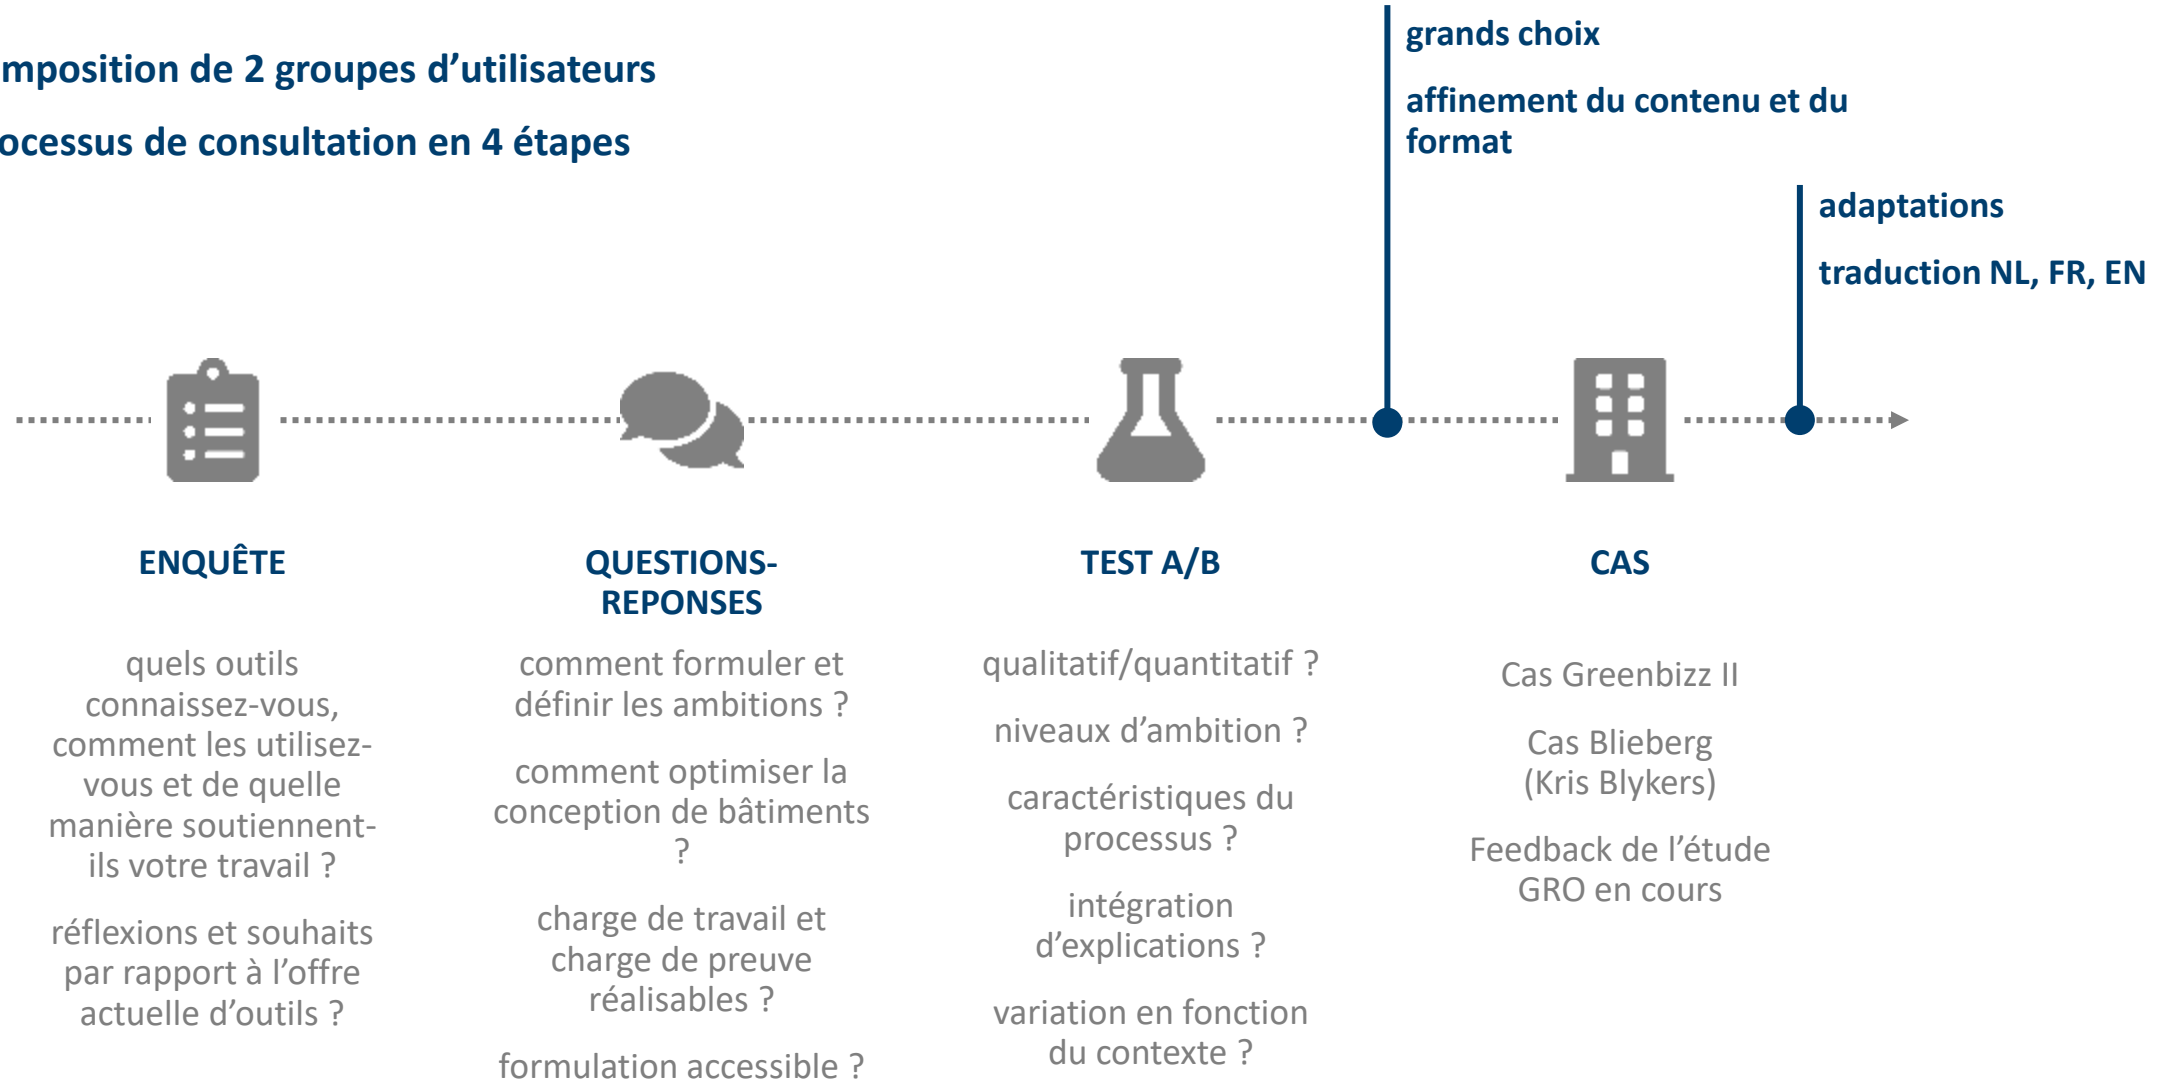 mposition de 2 groupes d’utilisateurs
ocessus de consultation en 4 étapes
grands choix
affinement du contenu et du
format
adaptations
traduction NL, FR, EN
ENQUÊTE
quels outils
connaissez-vous,
comment les utilisez-
vous et de quelle
manière soutiennent-
ils votre travail ?
réflexions et souhaits
par rapport à l’offre
actuelle d’outils ?
QUESTIONS-
REPONSES
comment formuler et
définir les ambitions ?
comment optimiser la
conception de bâtiments
?
charge de travail et
charge de preuve
réalisables ?
formulation accessible ?
TEST A/B
qualitatif/quantitatif ?
niveaux d’ambition ?
caractéristiques du
processus ?
intégration
d’explications ?
variation en fonction
du contexte ?
CAS
Cas Greenbizz II
Cas Blieberg
(Kris Blykers)
Feedback de l’étude
GRO en cours